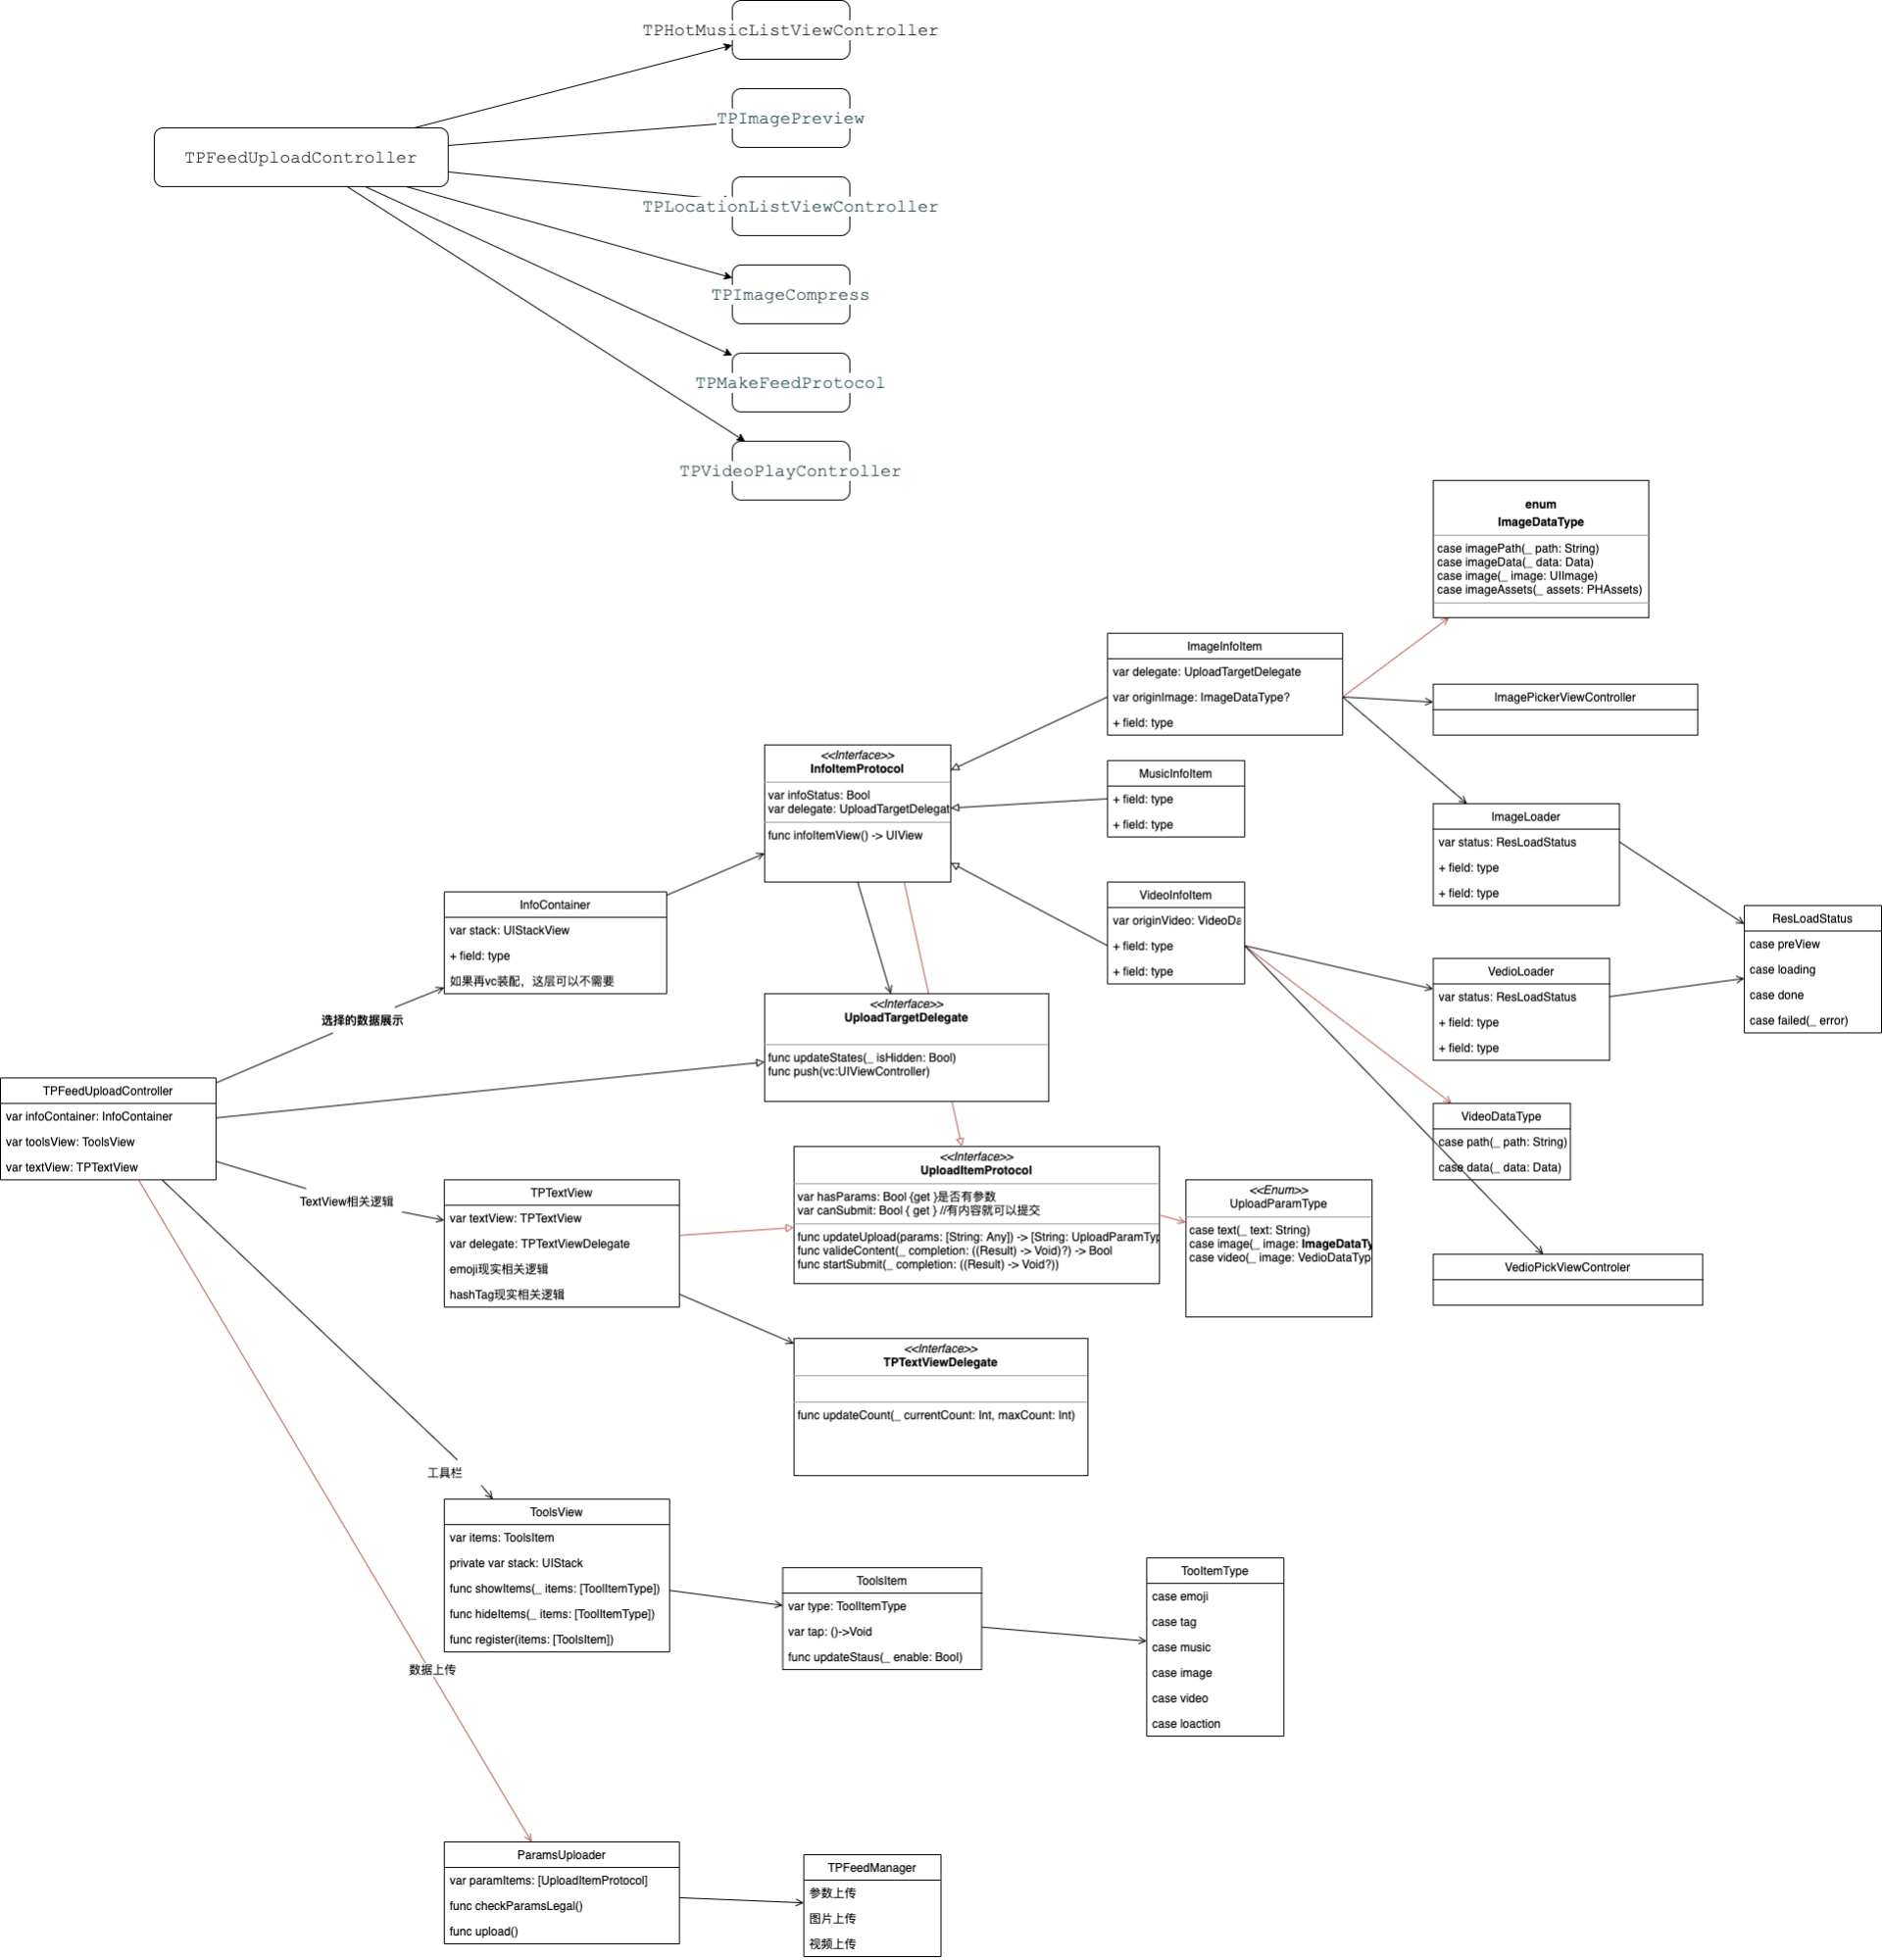 TPHotMusicListViewController
TPImagePreview
TPFeedUploadController
TPLocationListViewController
TPImageCompress
TPMakeFeedProtocol
TPVideoPlayController
enum
ImageDataType
case imagePath(_ path: String)
case imageData(_ data: Data)
case image(_ image: UIImage)
case imageAssets(_ assets: PHAssets)
ImageInfoItem
var delegate: UploadTargetDelegate
var originImage: ImageDataType?
+ field: type
ImagePickerViewController
<<Interface>>
InfoItemProtocol
var infoStatus: Bool
var delegate: UploadTargetDelegat
func infoItemView() -> UIView
MusicInfoItem
+ field: type
+ field: type
ImageLoader
var status: ResLoadStatus
+ field: type
+ field: type
InfoContainer
var stack: UIStackView
+ field: type
如果再vc装配，这层可以不需要
VideoInfoItem
var originVideo: VideoDa
+ field: type
+ field: type
ResLoadStatus
case preView
case loading
case done
case failed(_ error)
VedioLoader
var status: ResLoadStatus
+ field: type
+ field: type
选择的数据展示
<<Interface>>
UploadTargetDelegate
func updateStates(_ isHidden: Bool)
func push(vc:UIViewController)
TPFeedUploadController
var infoContainer: InfoContainer
var toolsView: ToolsView
var textView: TPTextView
VideoDataType
case path(_ path: String)
case data(_ data: Data)
TextView相关逻辑
TPTextView
var textView: TPTextView
var delegate: TPTextViewDelegate
emoji现实相关逻辑
hashTag现实相关逻辑
<<Interface>>
UploadItemProtocol
var hasParams: Bool {get }是否有参数
var canSubmit: Bool { get } //有内容就可以提交
func updateUpload(params: [String: Any]) -> [String: UploadParamTyp
func valideContent(_ completion: ((Result) -> Void)?) -> Bool
func startSubmit(_ completion: ((Result) -> Void?))
<<Enum>>
UploadParamType
case text(_ text: String)
case image(_ image: ImageDataTy
case video(_ image: VedioDataTyp
VedioPickViewControler
<<Interface>>
TPTextViewDelegate
func updateCount(_ currentCount: Int, maxCount: Int)
工具栏
ToolsView
var items: ToolsItem
private var stack: UIStack
func showItems(_ items: [ToolItemType])
func hideItems(_ items: [ToolItemType])
func register(items: [ToolsItem])
ToolsItem
var type: ToolItemType
var tap: ()->Void
func updateStaus(_ enable: Bool)
TooItemType
case emoji
case tag
case music
case image
case video
case loaction
数据上传
ParamsUploader
var paramItems: [UploadItemProtocol]
func checkParamsLegal()
func upload()
TPFeedManager
参数上传
图片上传
视频上传